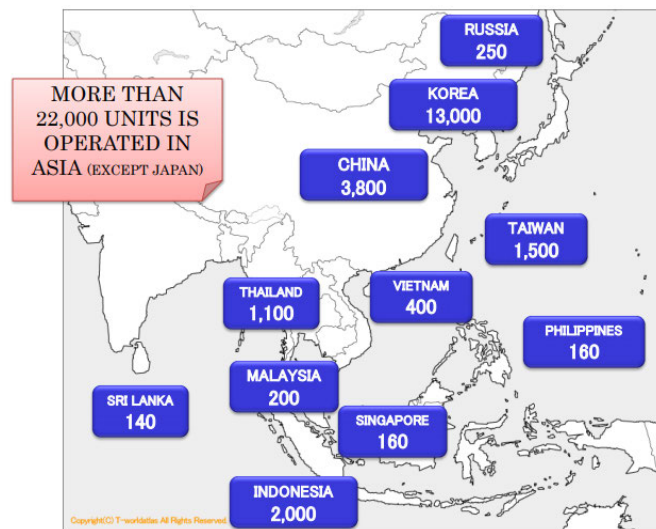 RUSSIA
250
MORE THAN
22,000 UNITS IS
OPERATED IN
ASIA (EXCEPT JAPAN)
KOREA
13,000
CHINA
3,800
TAIWAN
1,500
THAILAND
1,100
VIETNAM
400
PHILIPPINES
160
MALAYSIA
200
SRI LANKA
140
SINGAPORE
160
INDONESIA
2,000
Copyright(C) T-worldatlas All Rights Reserved.